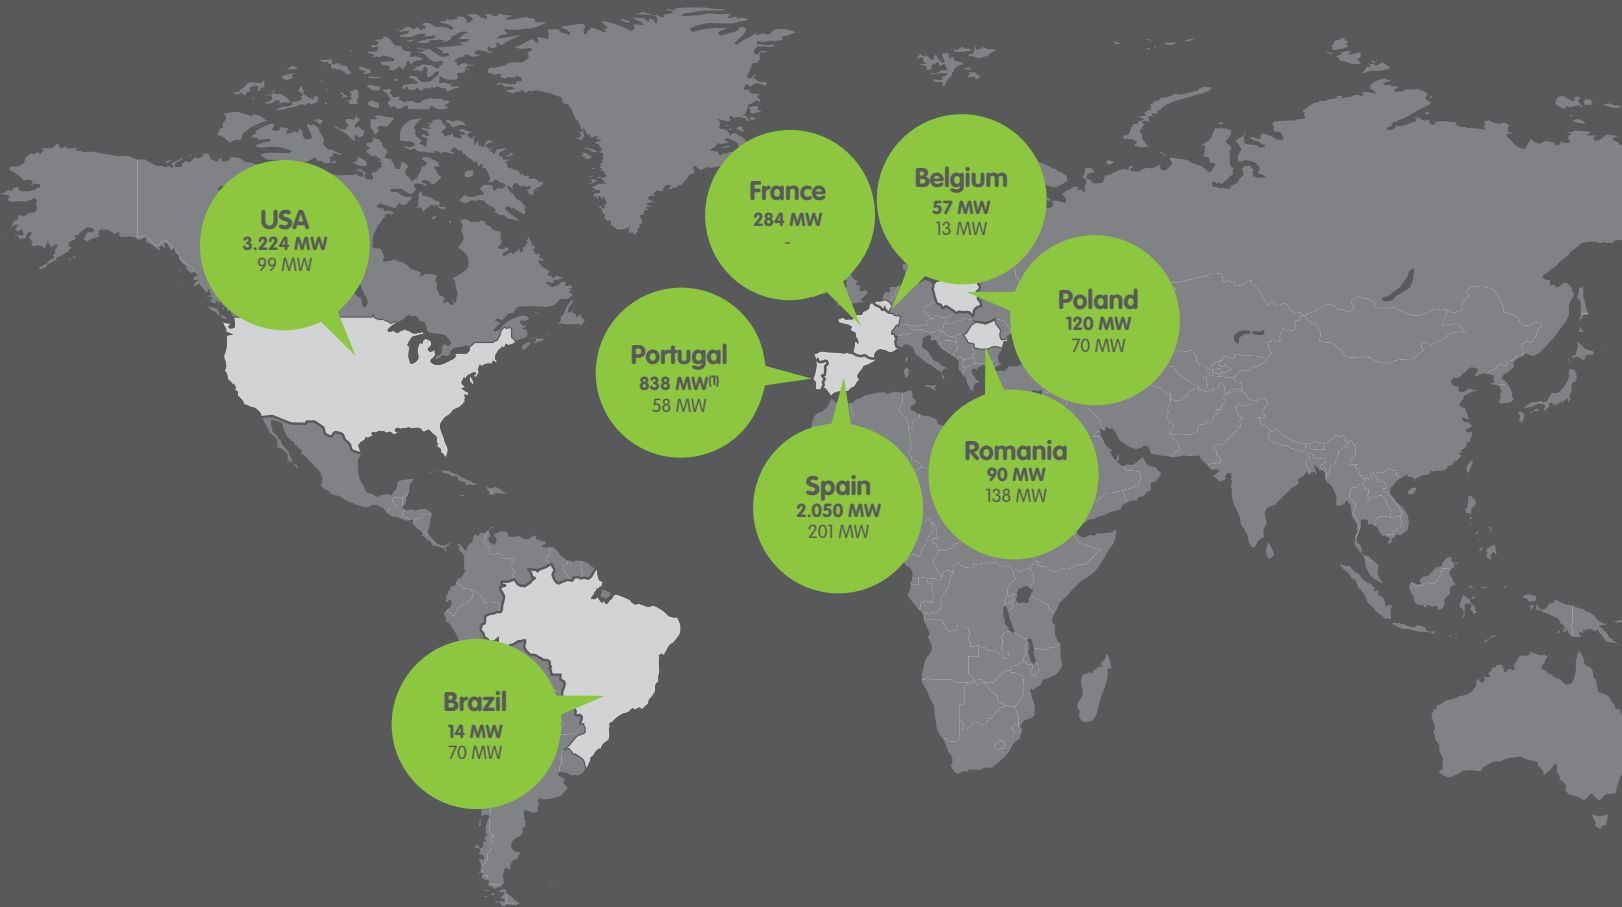 USA
3.224 MW
99 MW
France
284 MW
-
Belgium
57 MW
13 MW
Poland
120 MW
70 MW
Portugal
838 MW(1)
58 MW
Spain
2.050 MW
201 MW
Romania
90 MW
138 MW
Brazil
14 MW
70 MW